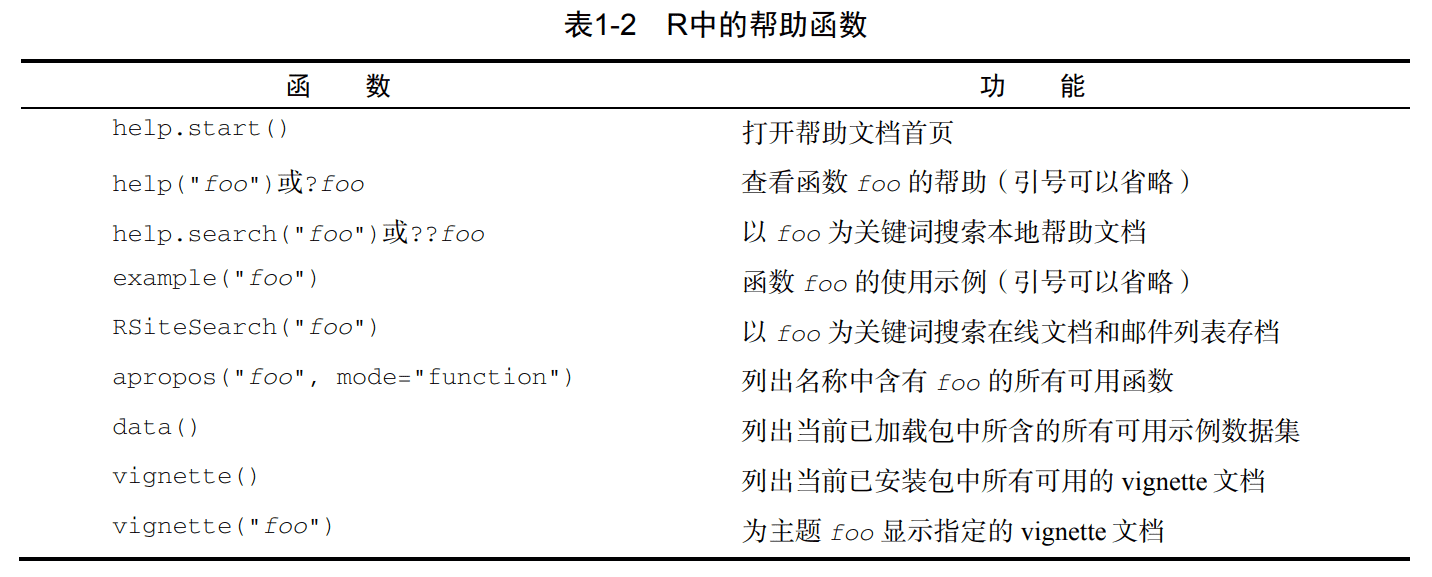 表1-2 R中的帮助函数
函 数 功 能
help.start() 打开帮助文档首页
help("foo")或?foo 查看函数 foo 的帮助（引号可以省略）
help.search("foo")或??foo 以 foo 为关键词搜索本地帮助文档
example("foo") 函数 foo 的使用示例（引号可以省略）
RSiteSearch("foo") 以 foo 为关键词搜索在线文档和邮件列表存档
apropos("foo", mode="function") 列出名称中含有 foo 的所有可用函数
data() 列出当前已加载包中所含的所有可用示例数据集
vignette() 列出当前已安装包中所有可用的 vignette 文档
vignette("foo") 为主题 foo 显示指定的 vignette 文档